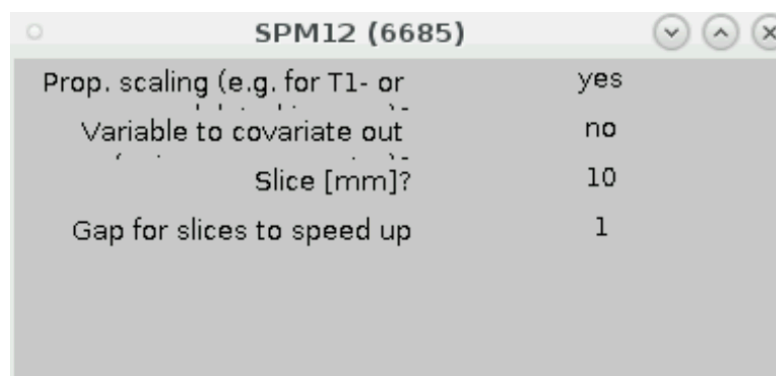 SPM12 (6685)
Prop. scaling (e.g. for T1- or yes
Variable to covariate out no
Slice [mm]? 10
Gap for slices to speed up 1